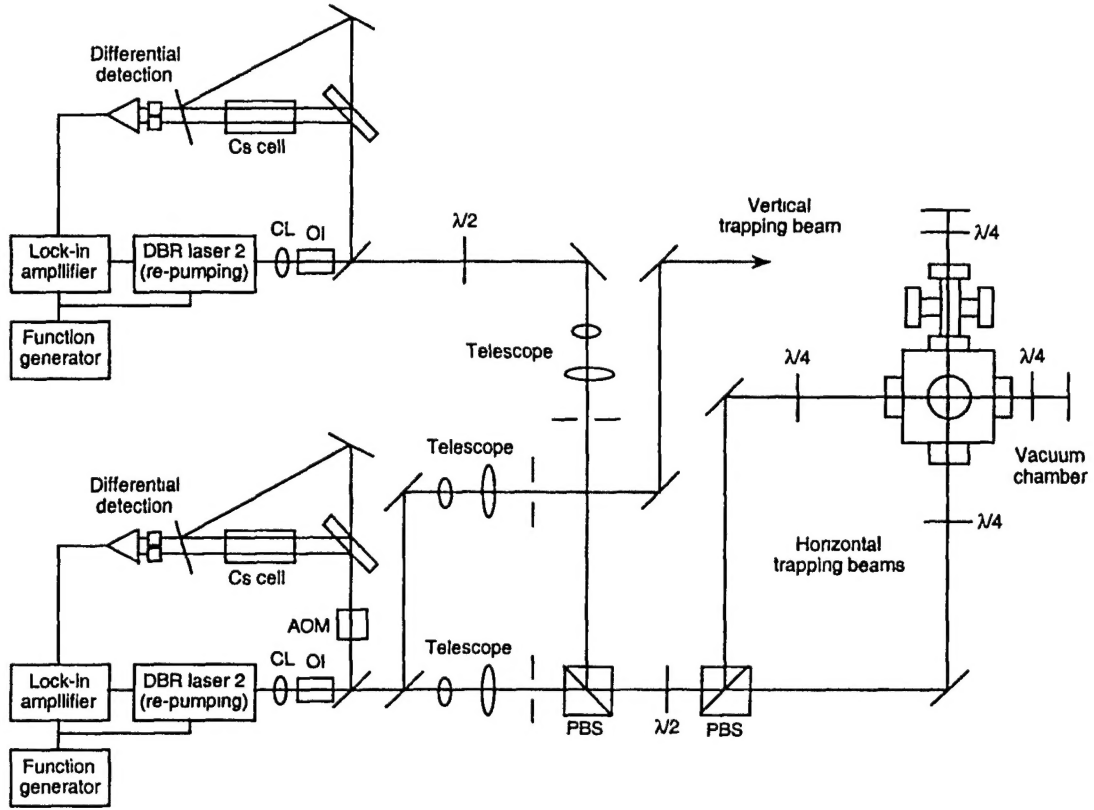 Differential
detection
Cs cell
Lock-in
ampllifier
DBR laser 2
(re-pumping)
CL
OI
Function
generator
λ/2
Vertical
trapping beam
Telescope
λ/4
λ/4
λ/4
Vacuum
chamber
λ/4
Horizontal
trapping beams
Telescope
Differential
detection
Cs cell
AOM
Lock-in
ampllifier
DBR laser 2
(re-pumping)
CL
OI
Function
generator
Telescope
PBS
λ/2
PBS